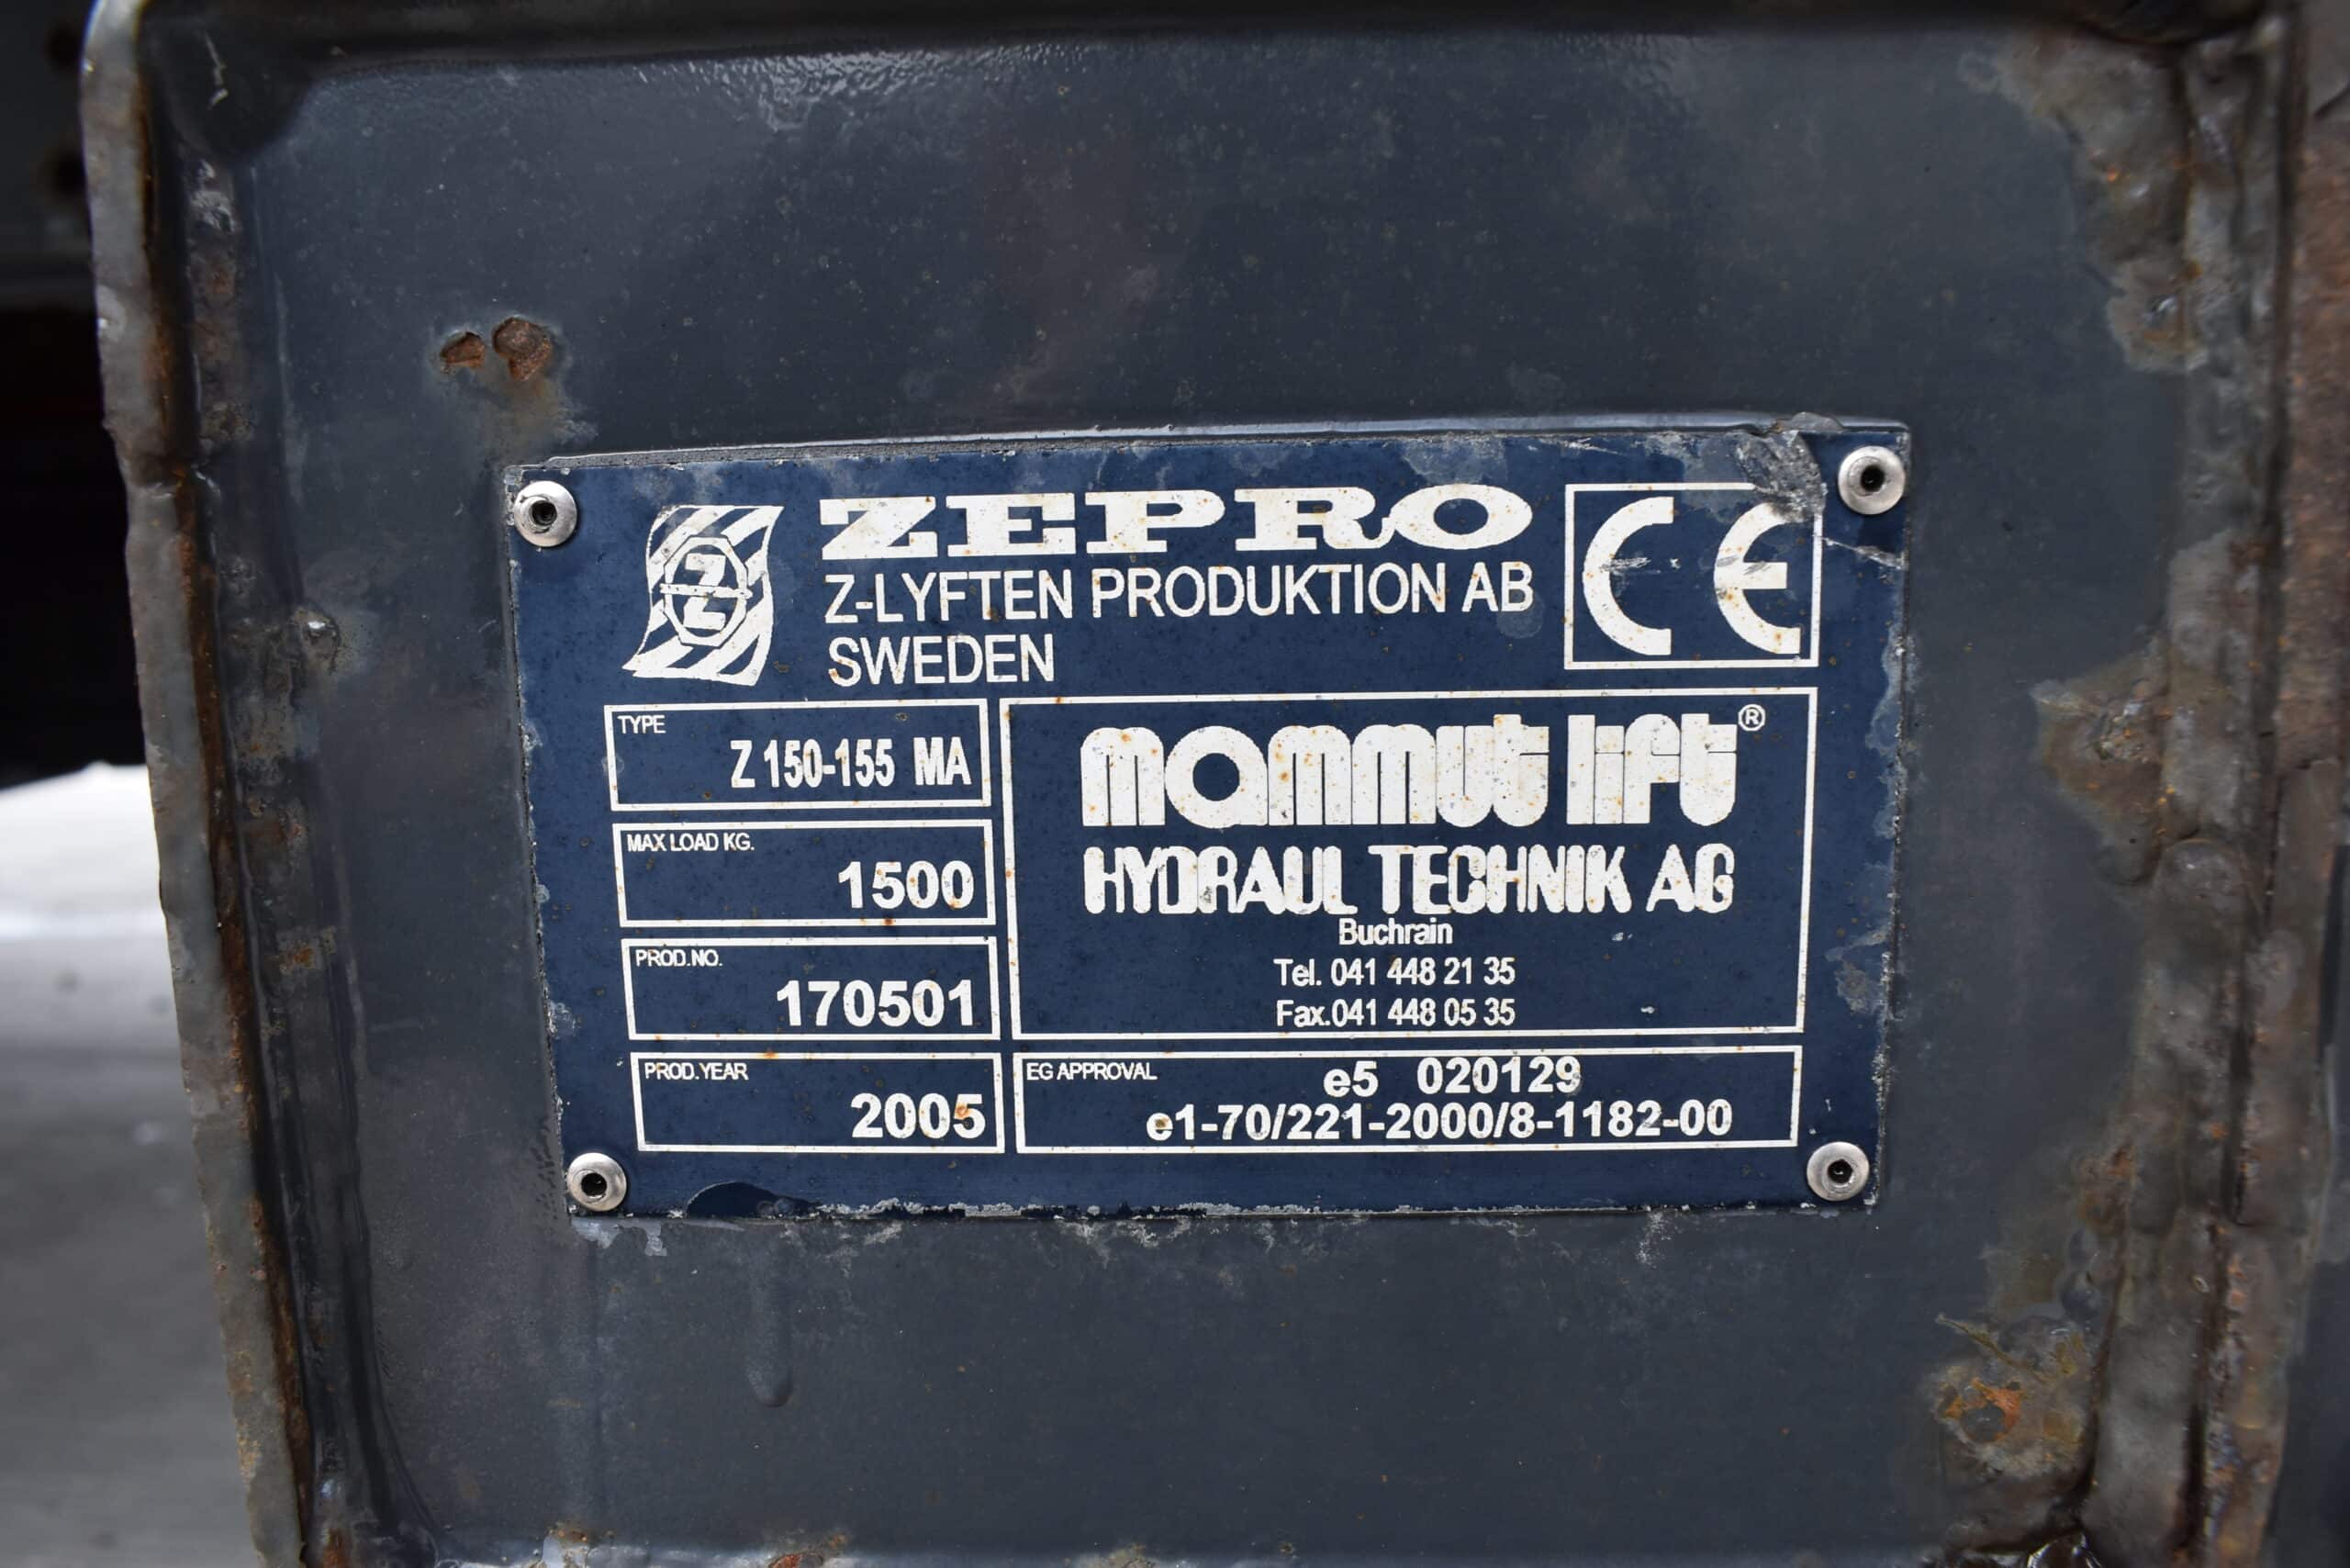 ZEPRO
Z-LYFTEN PRODUKTION AB
SWEDEN
CE
TYPE
Z 150-155 MA
MAX LOAD KG.
1500
PROD.NO.
170501
PROD.YEAR
2005
mammut lift®
HYDRAUL TECHNIK AG
Buchrain
Tel. 041 448 21 35
Fax.041 448 05 35
EG APPROVAL
e5 020129
e1-70/221-2000/8-1182-00
Z